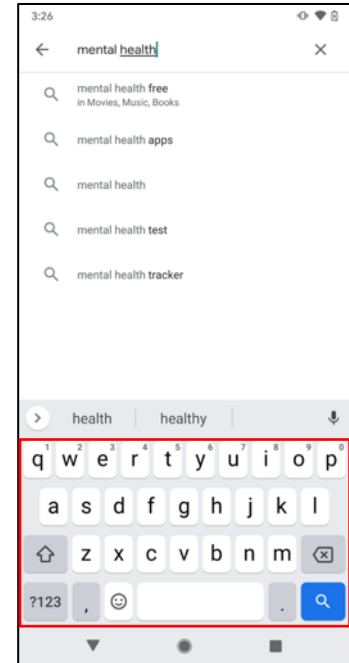 3:26
mental health
mental health free
in Movies, Music, Books
mental health apps
mental health
mental health test
mental health tracker
health healthy
1 2 3 4 5 6 7 8 9 0
q w e r t y u i o p
a s d f g h j k l
z x c v b n m
?123 , .